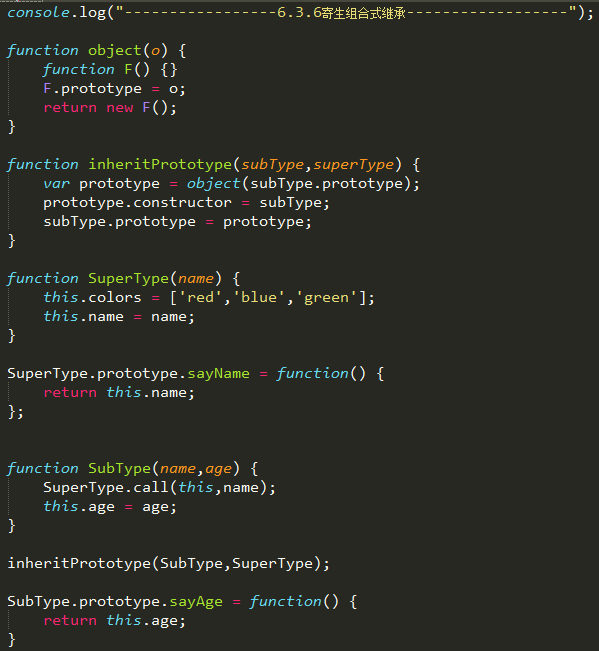 console.log("-----------------6.3.6寄生组合式继承------------------");
function object(o) {
    function F() {}
    F.prototype = o;
    return new F();
}
function inheritPrototype(subType,superType) {
    var prototype = object(subType.prototype);
    prototype.constructor = subType;
    subType.prototype = prototype;
}
function SuperType(name) {
    this.colors = ['red','blue','green'];
    this.name = name;
}
SuperType.prototype.sayName = function() {
    return this.name;
};
function SubType(name,age) {
    SuperType.call(this,name);
    this.age = age;
}
inheritPrototype(SubType,SuperType);
SubType.prototype.sayAge = function() {
    return this.age;
}